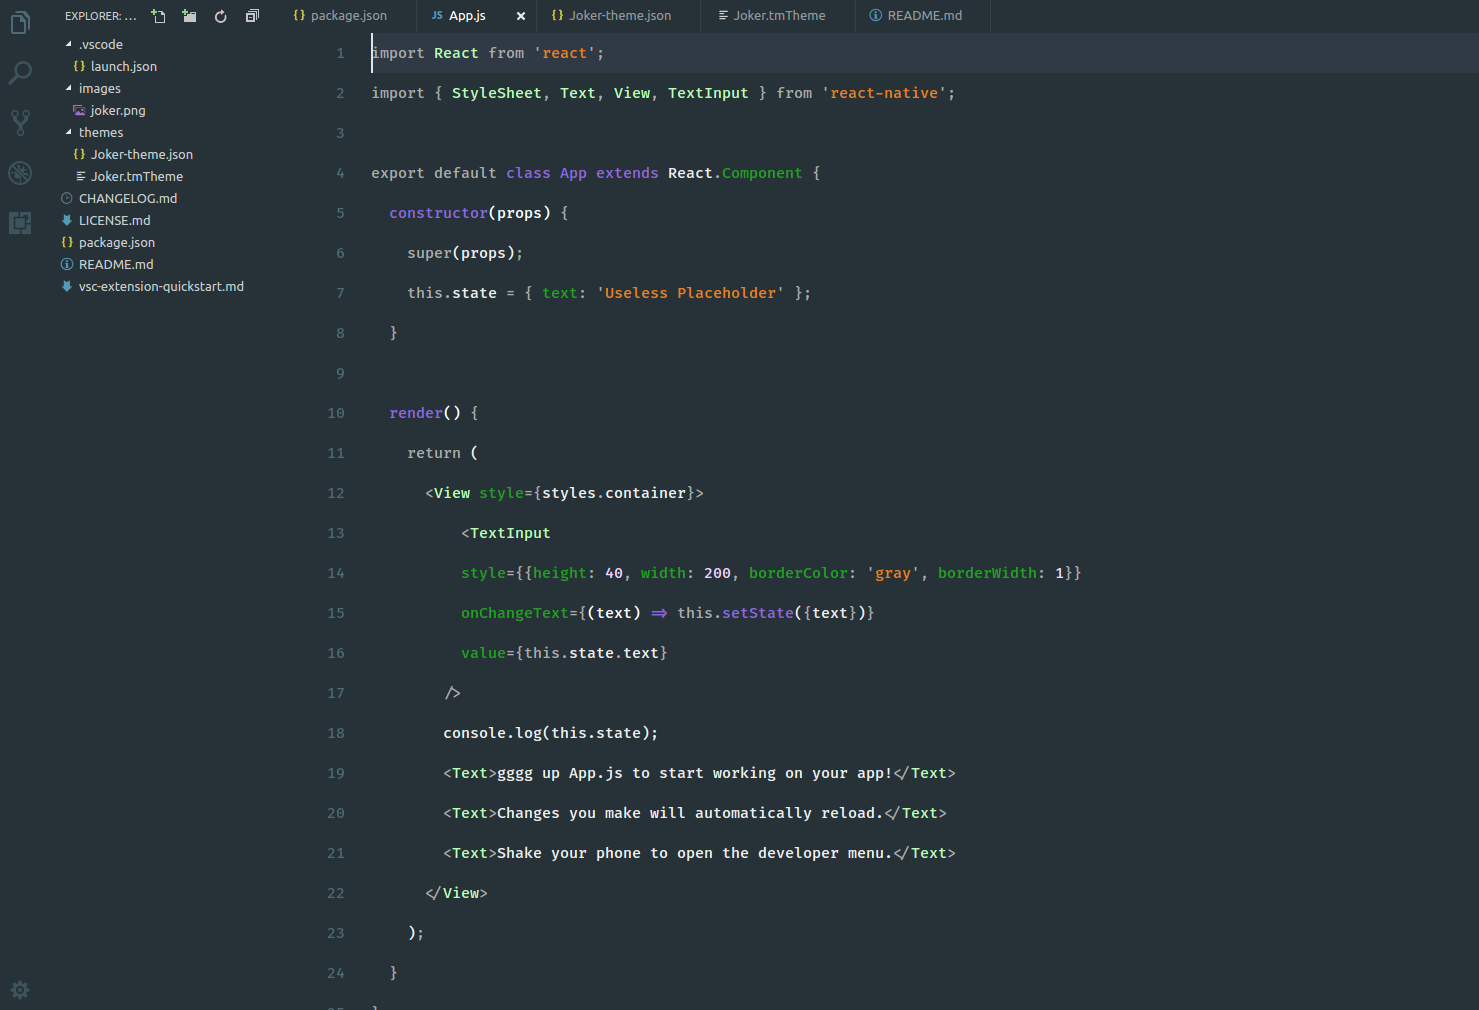 EXPLORER: ...
.vscode
{} launch.json
images
joker.png
themes
{} Joker-theme.json
Joker.tmTheme
CHANGELOG.md
LICENSE.md
{} package.json
README.md
vsc-extension-quickstart.md
{} package.json
JS App.js
{} Joker-theme.json
Joker.tmTheme
README.md
1 import React from 'react';
2 import { StyleSheet, Text, View, TextInput } from 'react-native';
3
4 export default class App extends React.Component {
5 constructor(props) {
6 super(props);
7 this.state = { text: 'Useless Placeholder' };
8 }
9
10 render() {
11 return (
12 <View style={styles.container}>
13 <TextInput
14 style={{height: 40, width: 200, borderColor: 'gray', borderWidth: 1}}
15 onChangeText={(text) => this.setState({text})}
16 value={this.state.text}
17 />
18 console.log(this.state);
19 <Text>gggg up App.js to start working on your app!</Text>
20 <Text>Changes you make will automatically reload.</Text>
21 <Text>Shake your phone to open the developer menu.</Text>
22 </View>
23 );
24 }